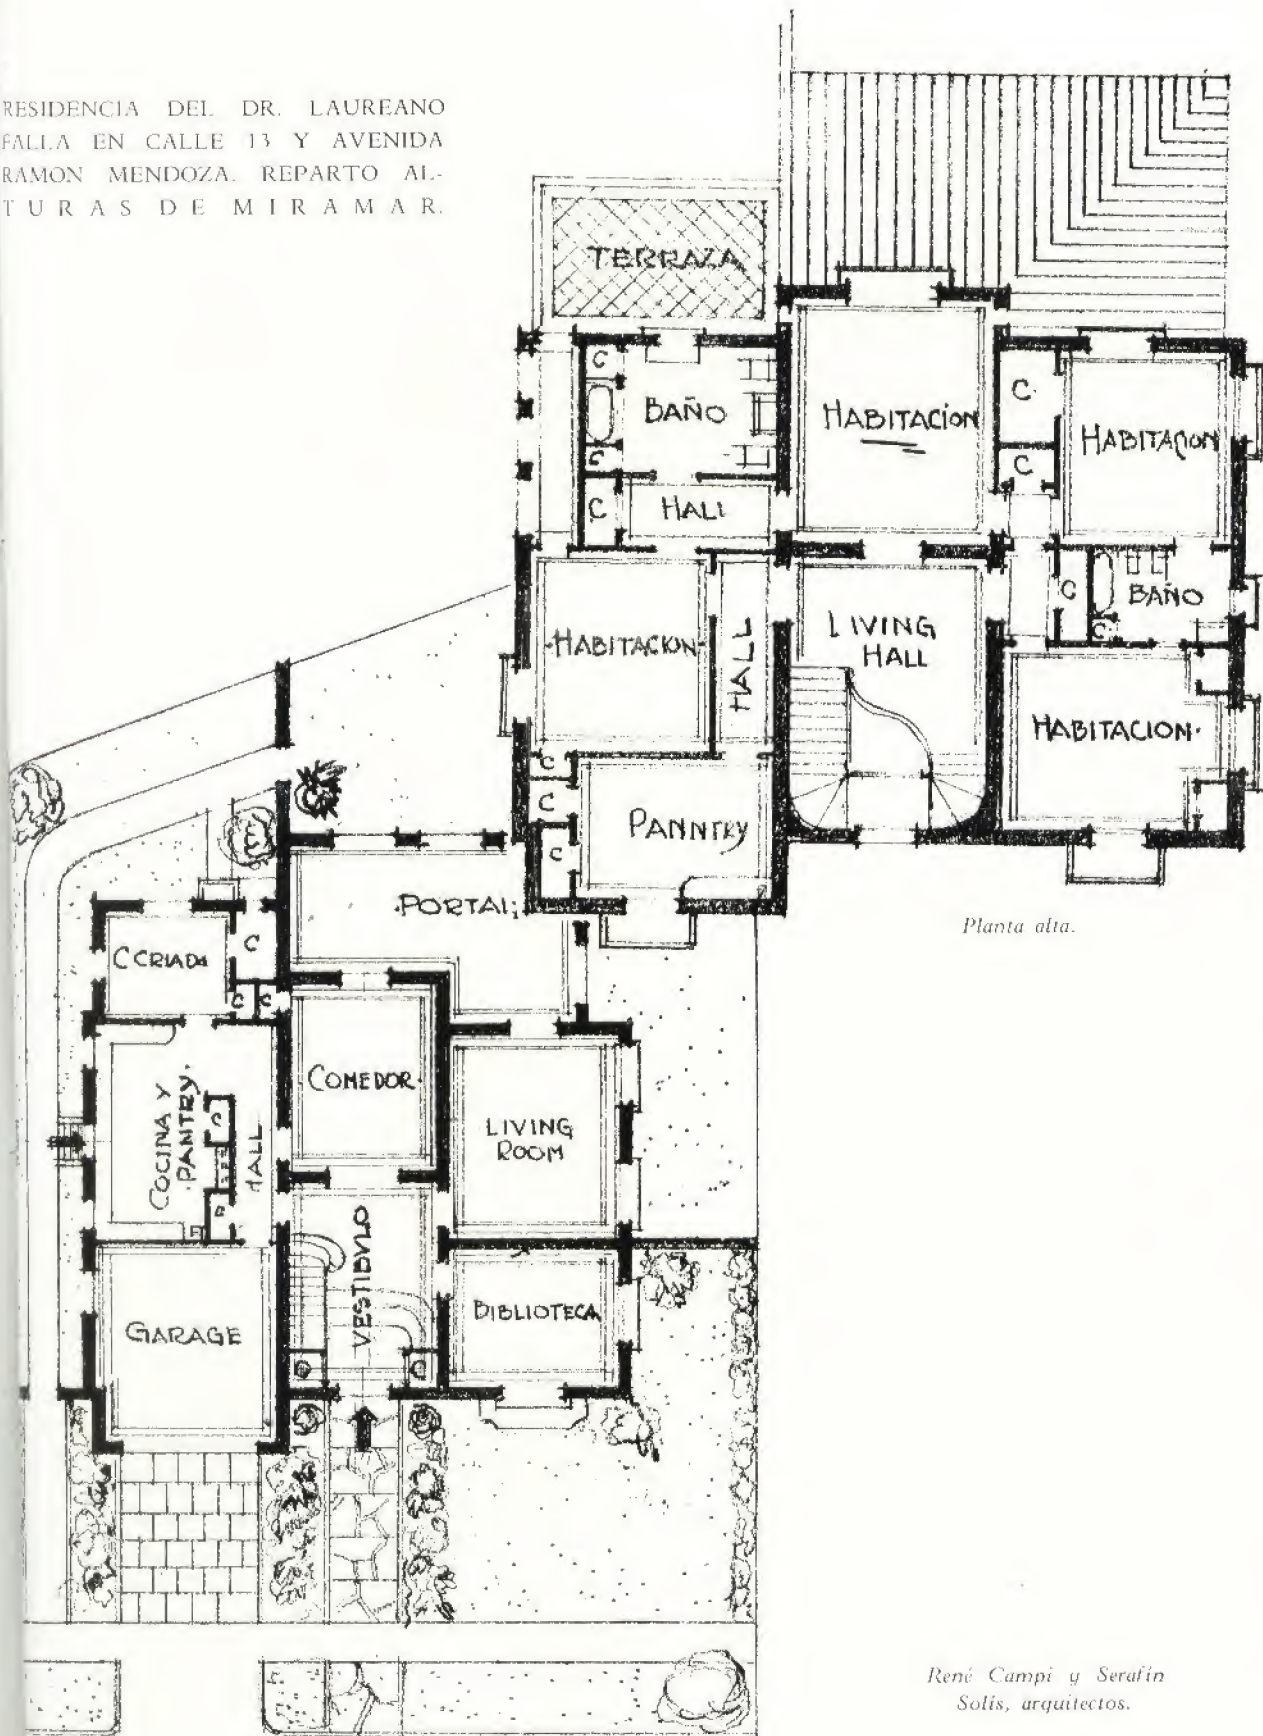 RESIDENCIA DEL DR. LAUREANO
FALLA EN CALLE 13 Y AVENIDA
RAMON MENDOZA. REPARTO AL-
TURAS DE MIRAMAR.
TERRAZA
C
BAÑO
HABITACION
C
HABITACION
C
C
C
HALL
HABITACION
HALL
LIVING
HALL
C
BAÑO
C
HABITACION
C
C
C
PANNTRY
Planta alta.
PORTAL
C CRIADA
C
C
C
COMEDOR
COCINA Y
PANTRY
C
HALL
LIVING
ROOM
C
VESTIBULO
GARAGE
BIBLIOTECA
C
C
René Campi y Serafín
Solís, arquitectos.